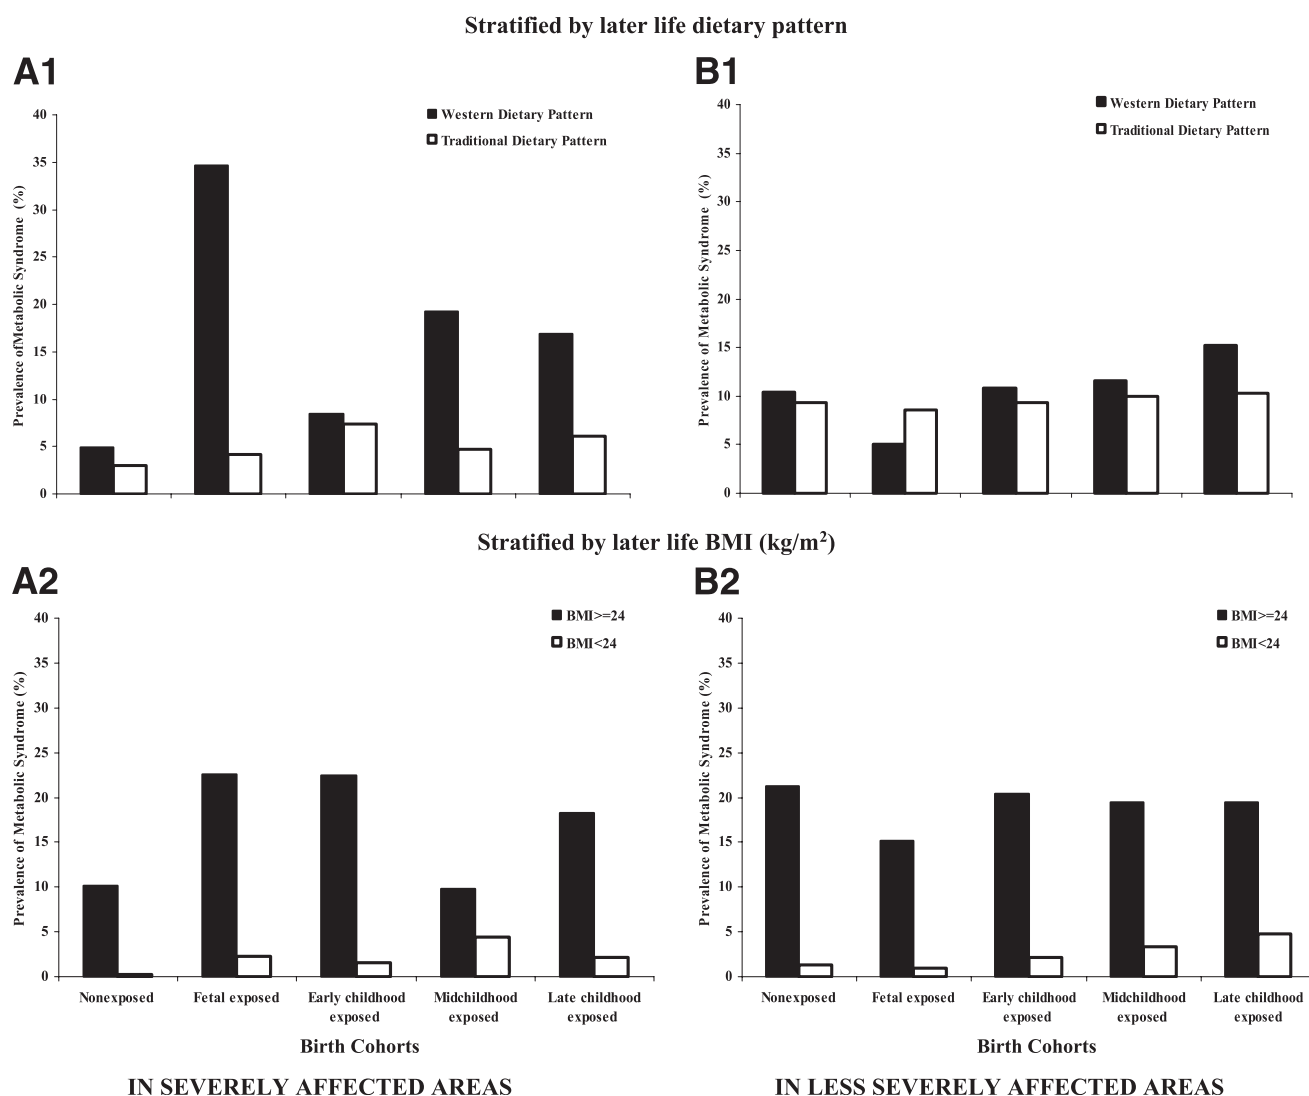 Stratified by later life dietary pattern
A1
Western Dietary Pattern
Traditional Dietary Pattern
Prevalence ofMetabolic Syndrome (%)
40
35
30
25
20
15
10
5
0
B1
Western Dietary Pattern
Traditional Dietary Pattern
Prevalence of Metabolic Syndrome (%)
40
35
30
25
20
15
10
5
0
Stratified by later life BMI (kg/m²)
A2
BMI>=24
BMI<24
Prevalence of Metabolic Syndrome (%)
40
35
30
25
20
15
10
5
0
Nonexposed
Fetal exposed
Early childhood
exposed
Midchildhood
exposed
Late childhood
exposed
Birth Cohorts
IN SEVERELY AFFECTED AREAS
B2
BMI>=24
BMI<24
Prevalence of Metabolic Syndrome (%)
40
35
30
25
20
15
10
5
0
Nonexposed
Fetal exposed
Early childhood
exposed
Midchildhood
exposed
Late childhood
exposed
Birth Cohorts
IN LESS SEVERELY AFFECTED AREAS